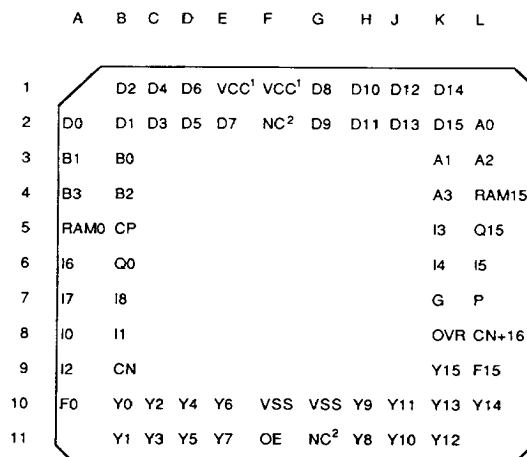 A B C D E F G H J K L
1 D2 D4 D6 VCC¹ VCC¹ D8 D10 D12 D14
2 D0 D1 D3 D5 D7 NC² D9 D11 D13 D15 A0
3 B1 B0 A1 A2
4 B3 B2 A3 RAM15
5 RAM0 CP I3 Q15
6 I6 Q0 I4 I5
7 I7 I8 G P
8 I0 I1 OVR CN+16
9 I2 CN Y15 F15
10 F0 Y0 Y2 Y4 Y6 VSS VSS Y9 Y11 Y13 Y14
11 Y1 Y3 Y5 Y7 OE NC² Y8 Y10 Y12